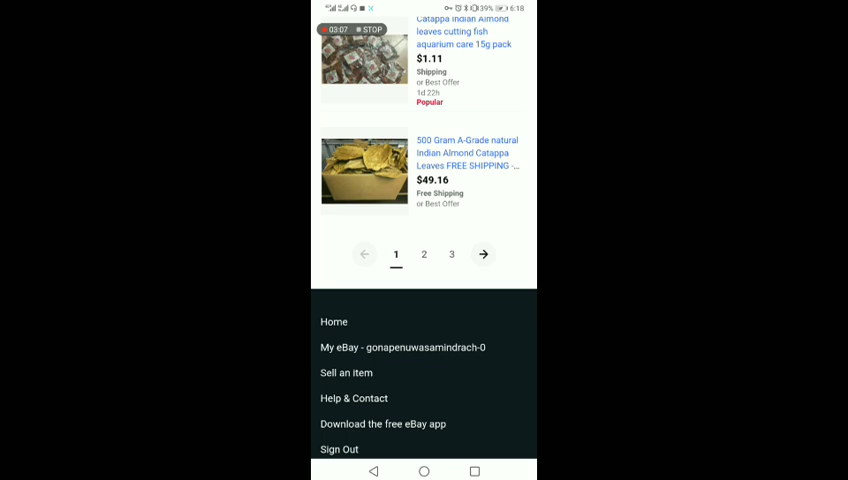 39% 6:18
03:07 STOP
Catappa Indian Almond
leaves cutting fish
aquarium care 15g pack
$1.11
Shipping
or Best Offer
1d 22h
Popular
500 Gram A-Grade natural
Indian Almond Catappa
Leaves FREE SHIPPING -...
$49.16
Free Shipping
or Best Offer
1 2 3
Home
My eBay - gonapenuwasamindrach-0
Sell an item
Help & Contact
Download the free eBay app
Sign Out